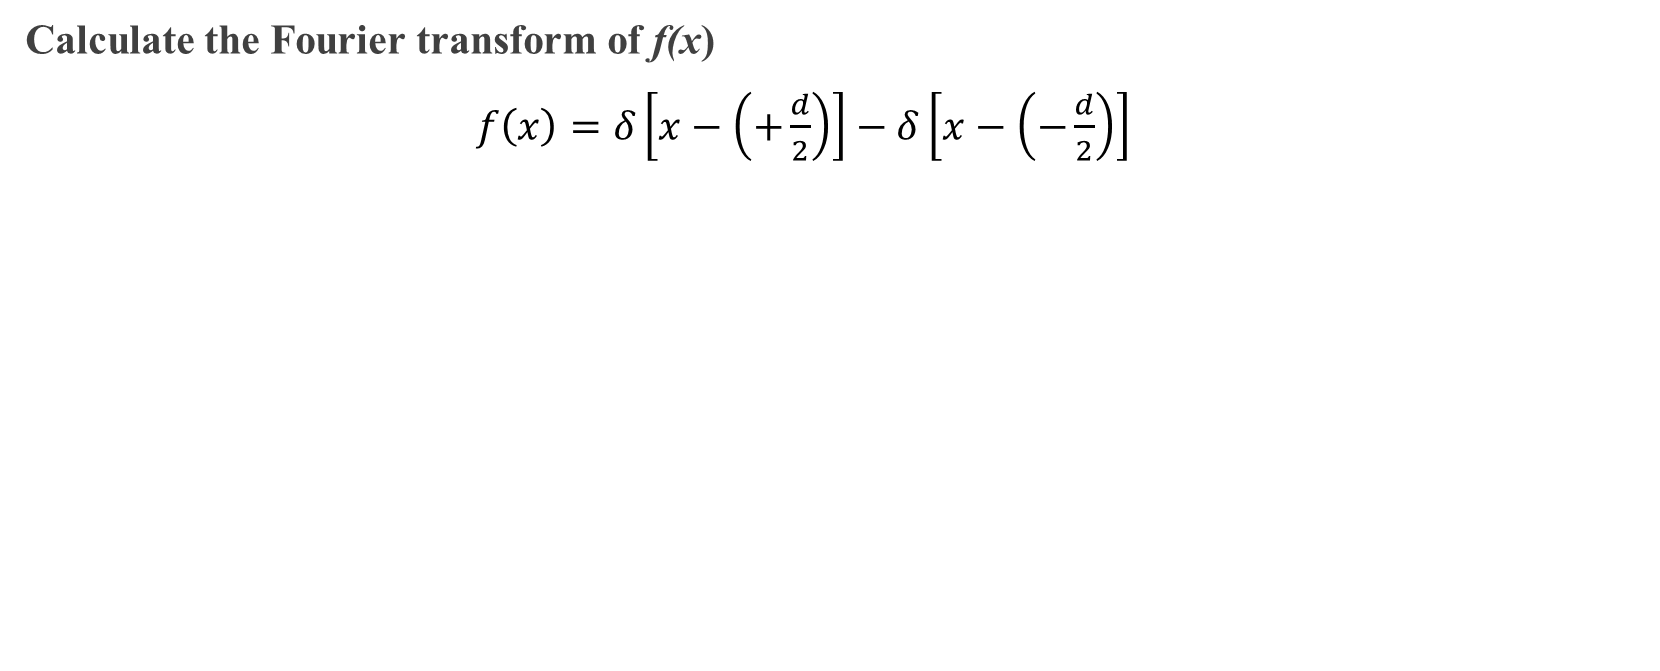 Calculate the Fourier transform of f(x)
f(x) = δ[x − (+d/2)] − δ[x − (−d/2)]